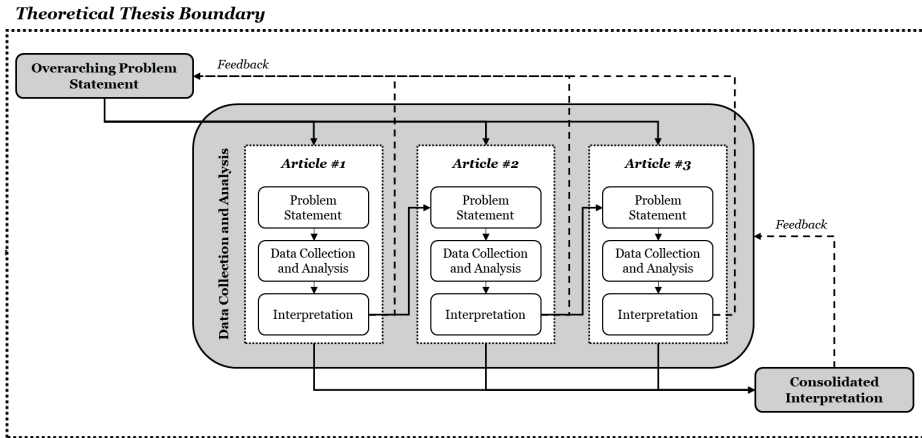 Theoretical Thesis Boundary
Overarching Problem
Statement
Feedback
Data Collection and Analysis
Article #1
Problem
Statement
Data Collection
and Analysis
Interpretation
Article #2
Problem
Statement
Data Collection
and Analysis
Interpretation
Article #3
Problem
Statement
Data Collection
and Analysis
Interpretation
Feedback
Consolidated
Interpretation